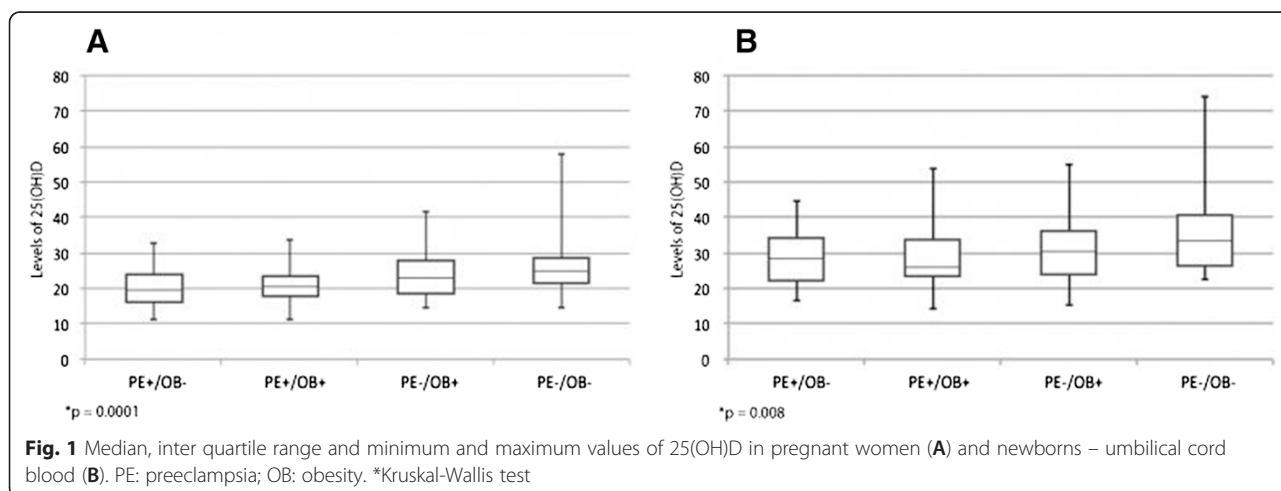 A
B
80
70
60
50
40
30
20
10
0
Levels of 25(OH)D
PE+/OB- PE+/OB+ PE-/OB+ PE-/OB-
*p = 0.0001
80
70
60
50
40
30
20
10
0
Levels of 25(OH)D
PE+/OB- PE+/OB+ PE-/OB+ PE-/OB-
*p = 0.008
Fig. 1 Median, inter quartile range and minimum and maximum values of 25(OH)D in pregnant women (A) and newborns – umbilical cord
blood (B). PE: preeclampsia; OB: obesity. *Kruskal-Wallis test